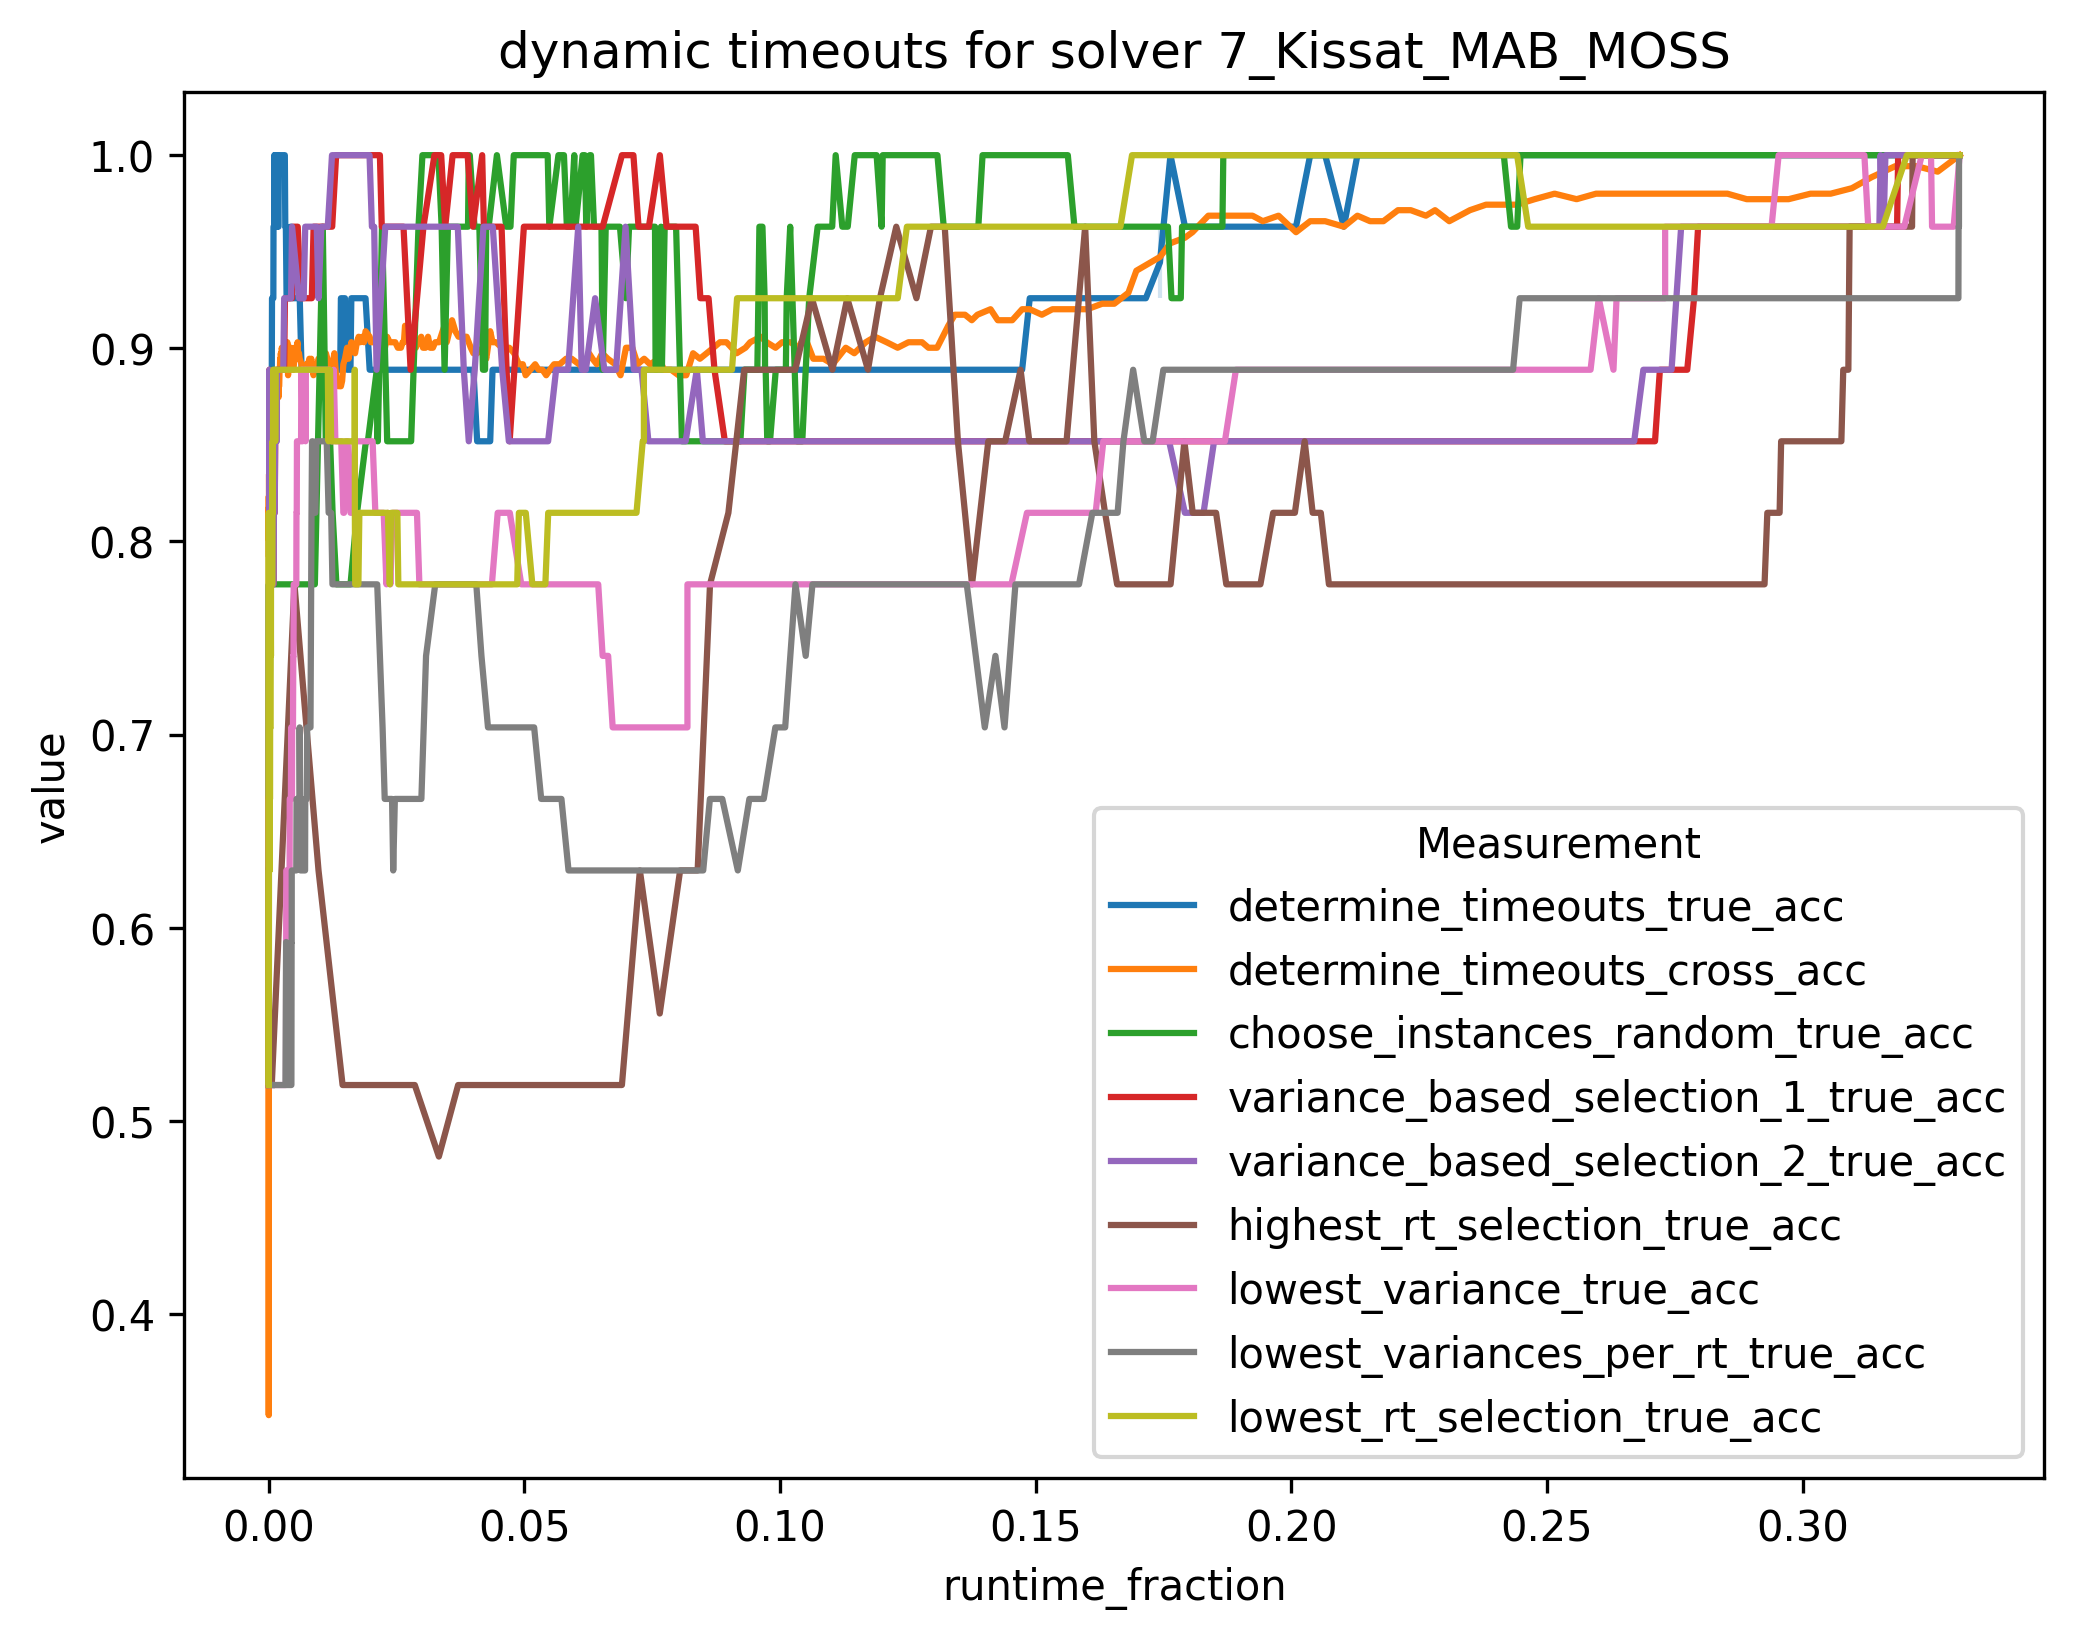 dynamic timeouts for solver 7_Kissat_MAB_MOSS
1.0
0.9
0.8
0.7
0.6
0.5
0.4
value
Measurement
determine_timeouts_true_acc
determine_timeouts_cross_acc
choose_instances_random_true_acc
variance_based_selection_1_true_acc
variance_based_selection_2_true_acc
highest_rt_selection_true_acc
lowest_variance_true_acc
lowest_variances_per_rt_true_acc
lowest_rt_selection_true_acc
0.00 0.05 0.10 0.15 0.20 0.25 0.30
runtime_fraction